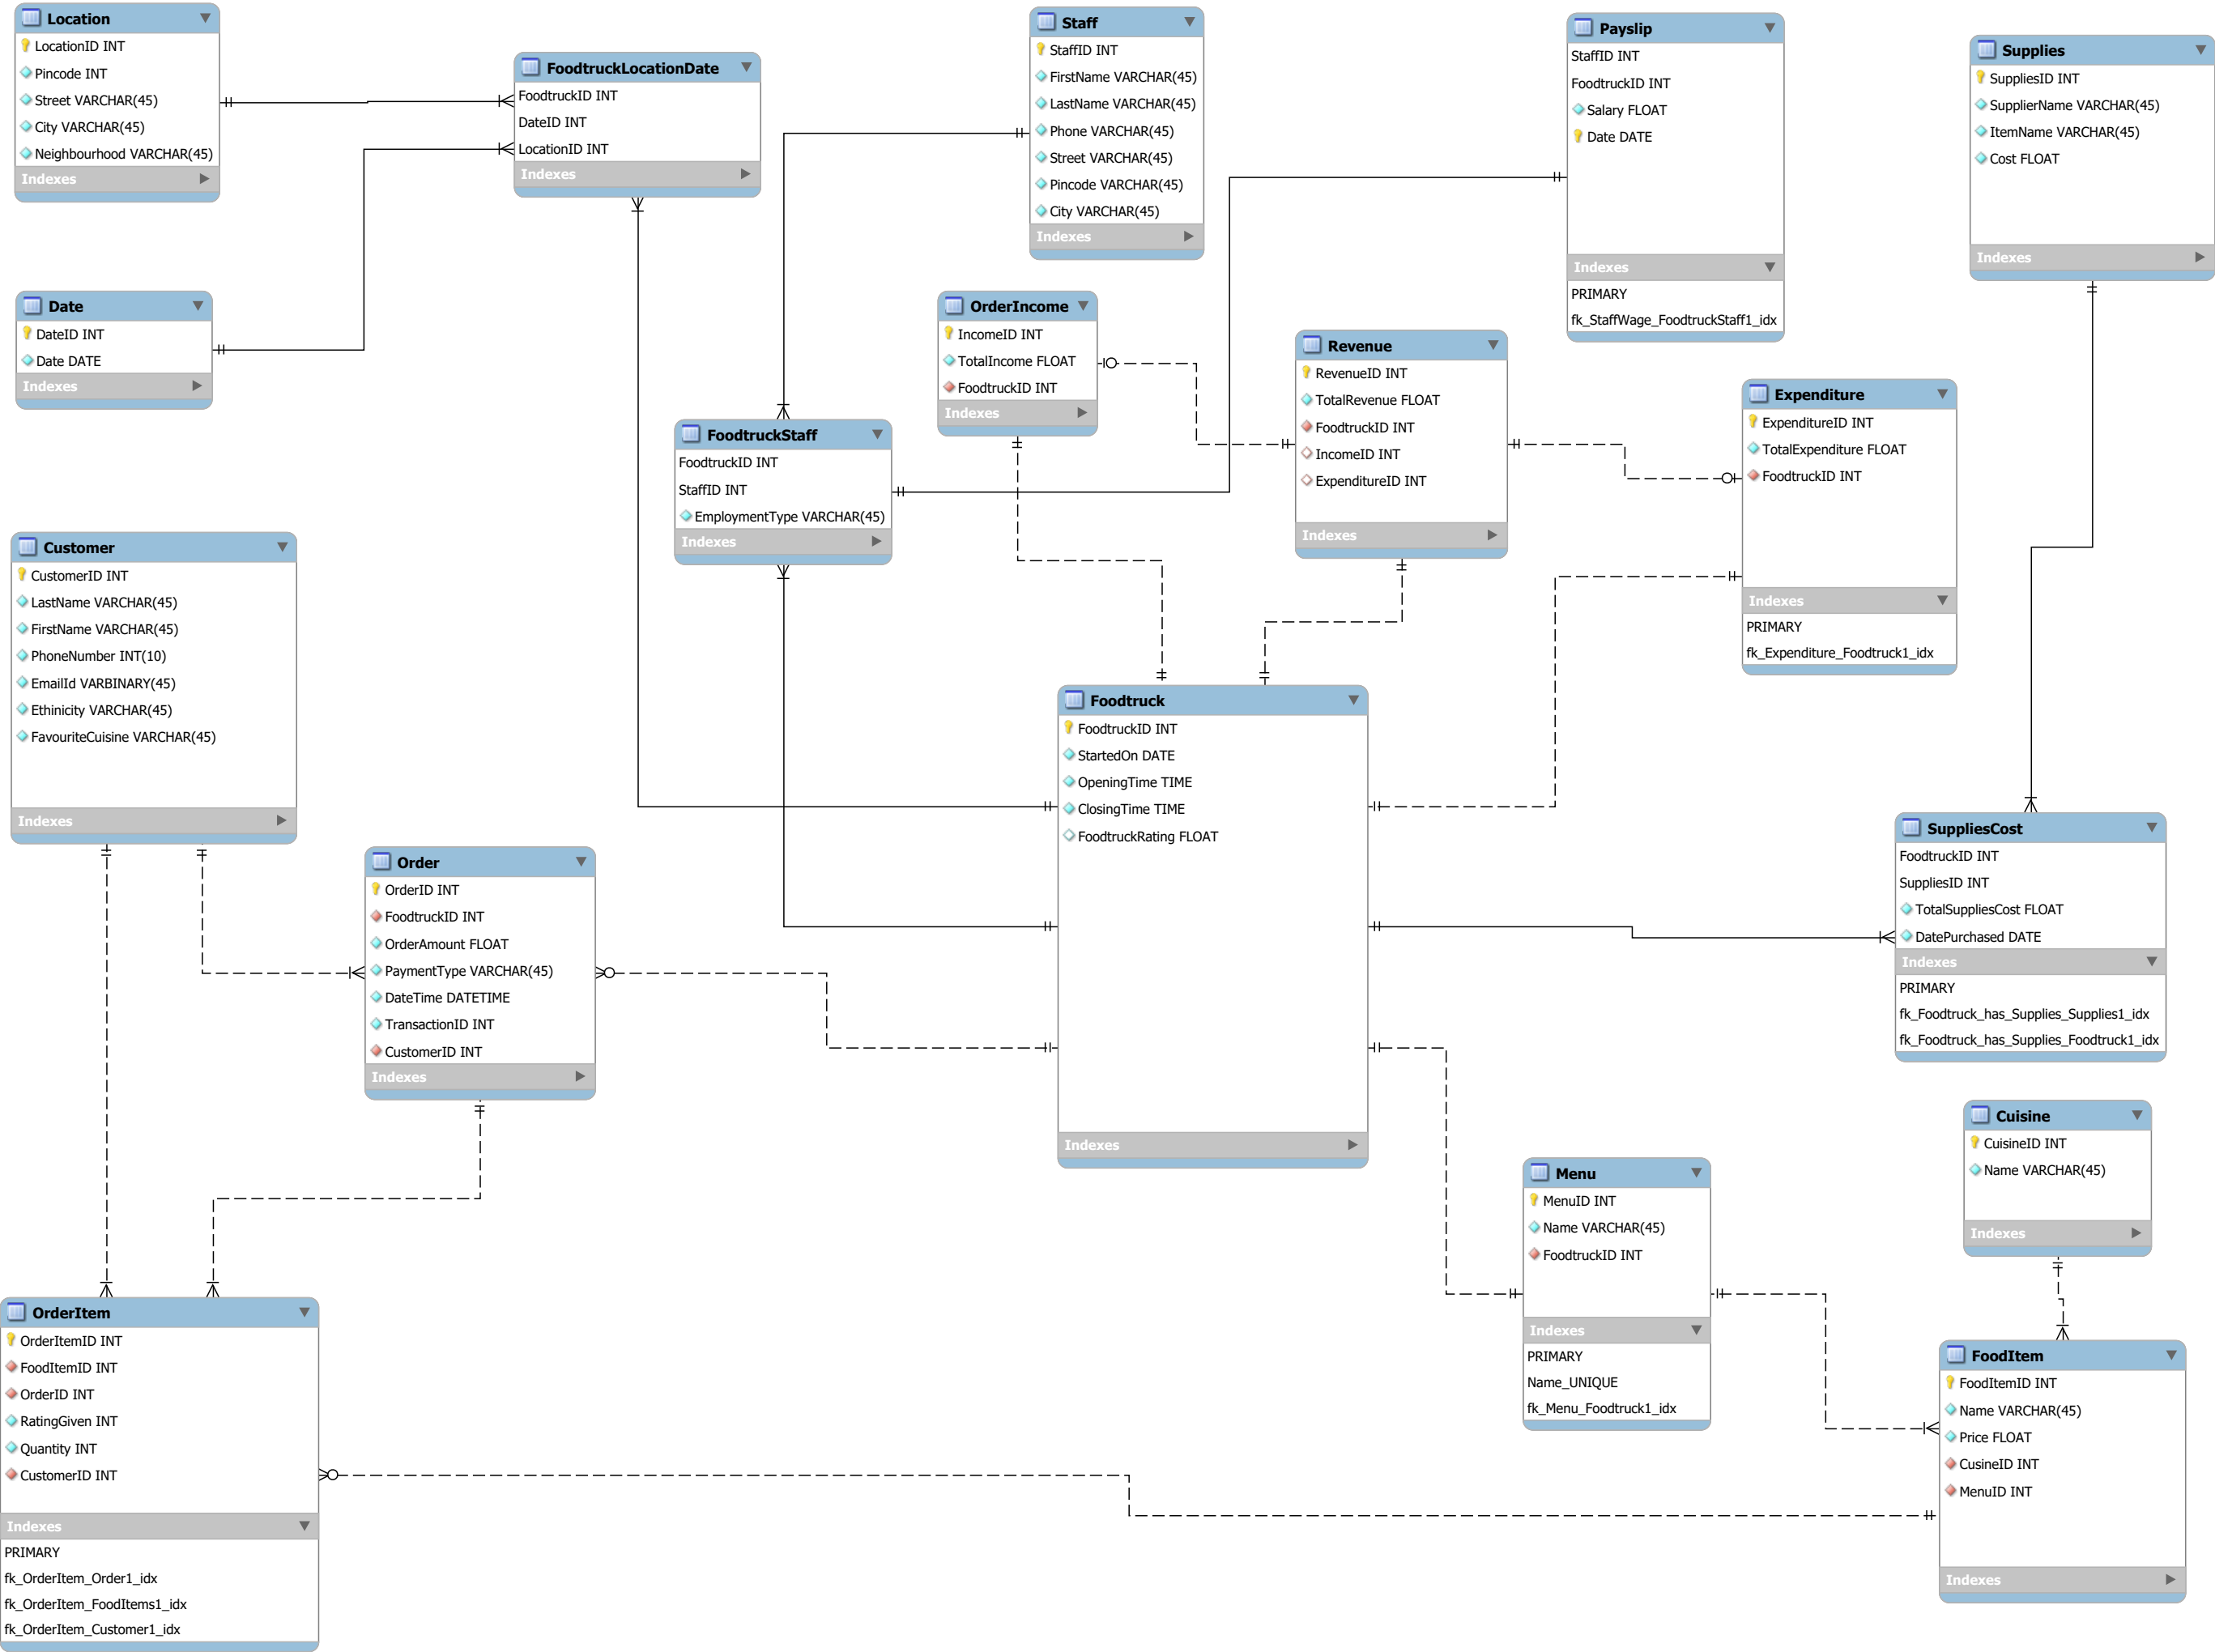 Location
LocationID INT
Pincode INT
Street VARCHAR(45)
City VARCHAR(45)
Neighbourhood VARCHAR(45)
Indexes
FoodtruckLocationDate
FoodtruckID INT
DateID INT
LocationID INT
Indexes
Staff
StaffID INT
FirstName VARCHAR(45)
LastName VARCHAR(45)
Phone VARCHAR(45)
Street VARCHAR(45)
Pincode VARCHAR(45)
City VARCHAR(45)
Indexes
Payslip
StaffID INT
FoodtruckID INT
Salary FLOAT
Date DATE
Indexes
PRIMARY
fk_StaffWage_FoodtruckStaff1_idx
Supplies
SuppliesID INT
SupplierName VARCHAR(45)
ItemName VARCHAR(45)
Cost FLOAT
Indexes
Date
DateID INT
Date DATE
Indexes
OrderIncome
IncomeID INT
TotalIncome FLOAT
FoodtruckID INT
Indexes
Revenue
RevenueID INT
TotalRevenue FLOAT
FoodtruckID INT
IncomeID INT
ExpenditureID INT
Indexes
Expenditure
ExpenditureID INT
TotalExpenditure FLOAT
FoodtruckID INT
Indexes
PRIMARY
fk_Expenditure_Foodtruck1_idx
FoodtruckStaff
FoodtruckID INT
StaffID INT
EmploymentType VARCHAR(45)
Indexes
Customer
CustomerID INT
LastName VARCHAR(45)
FirstName VARCHAR(45)
PhoneNumber INT(10)
EmailId VARBINARY(45)
Ethinicity VARCHAR(45)
FavouriteCuisine VARCHAR(45)
Indexes
Foodtruck
FoodtruckID INT
StartedOn DATE
OpeningTime TIME
ClosingTime TIME
FoodtruckRating FLOAT
Indexes
SuppliesCost
FoodtruckID INT
SuppliesID INT
TotalSuppliesCost FLOAT
DatePurchased DATE
Indexes
PRIMARY
fk_Foodtruck_has_Supplies_Supplies1_idx
fk_Foodtruck_has_Supplies_Foodtruck1_idx
Order
OrderID INT
FoodtruckID INT
OrderAmount FLOAT
PaymentType VARCHAR(45)
DateTime DATETIME
TransactionID INT
CustomerID INT
Indexes
Cuisine
CuisineID INT
Name VARCHAR(45)
Indexes
Menu
MenuID INT
Name VARCHAR(45)
FoodtruckID INT
Indexes
PRIMARY
Name_UNIQUE
fk_Menu_Foodtruck1_idx
OrderItem
OrderItemID INT
FoodItemID INT
OrderID INT
RatingGiven INT
Quantity INT
CustomerID INT
Indexes
PRIMARY
fk_OrderItem_Order1_idx
fk_OrderItem_FoodItems1_idx
fk_OrderItem_Customer1_idx
FoodItem
FoodItemID INT
Name VARCHAR(45)
Price FLOAT
CusineID INT
MenuID INT
Indexes